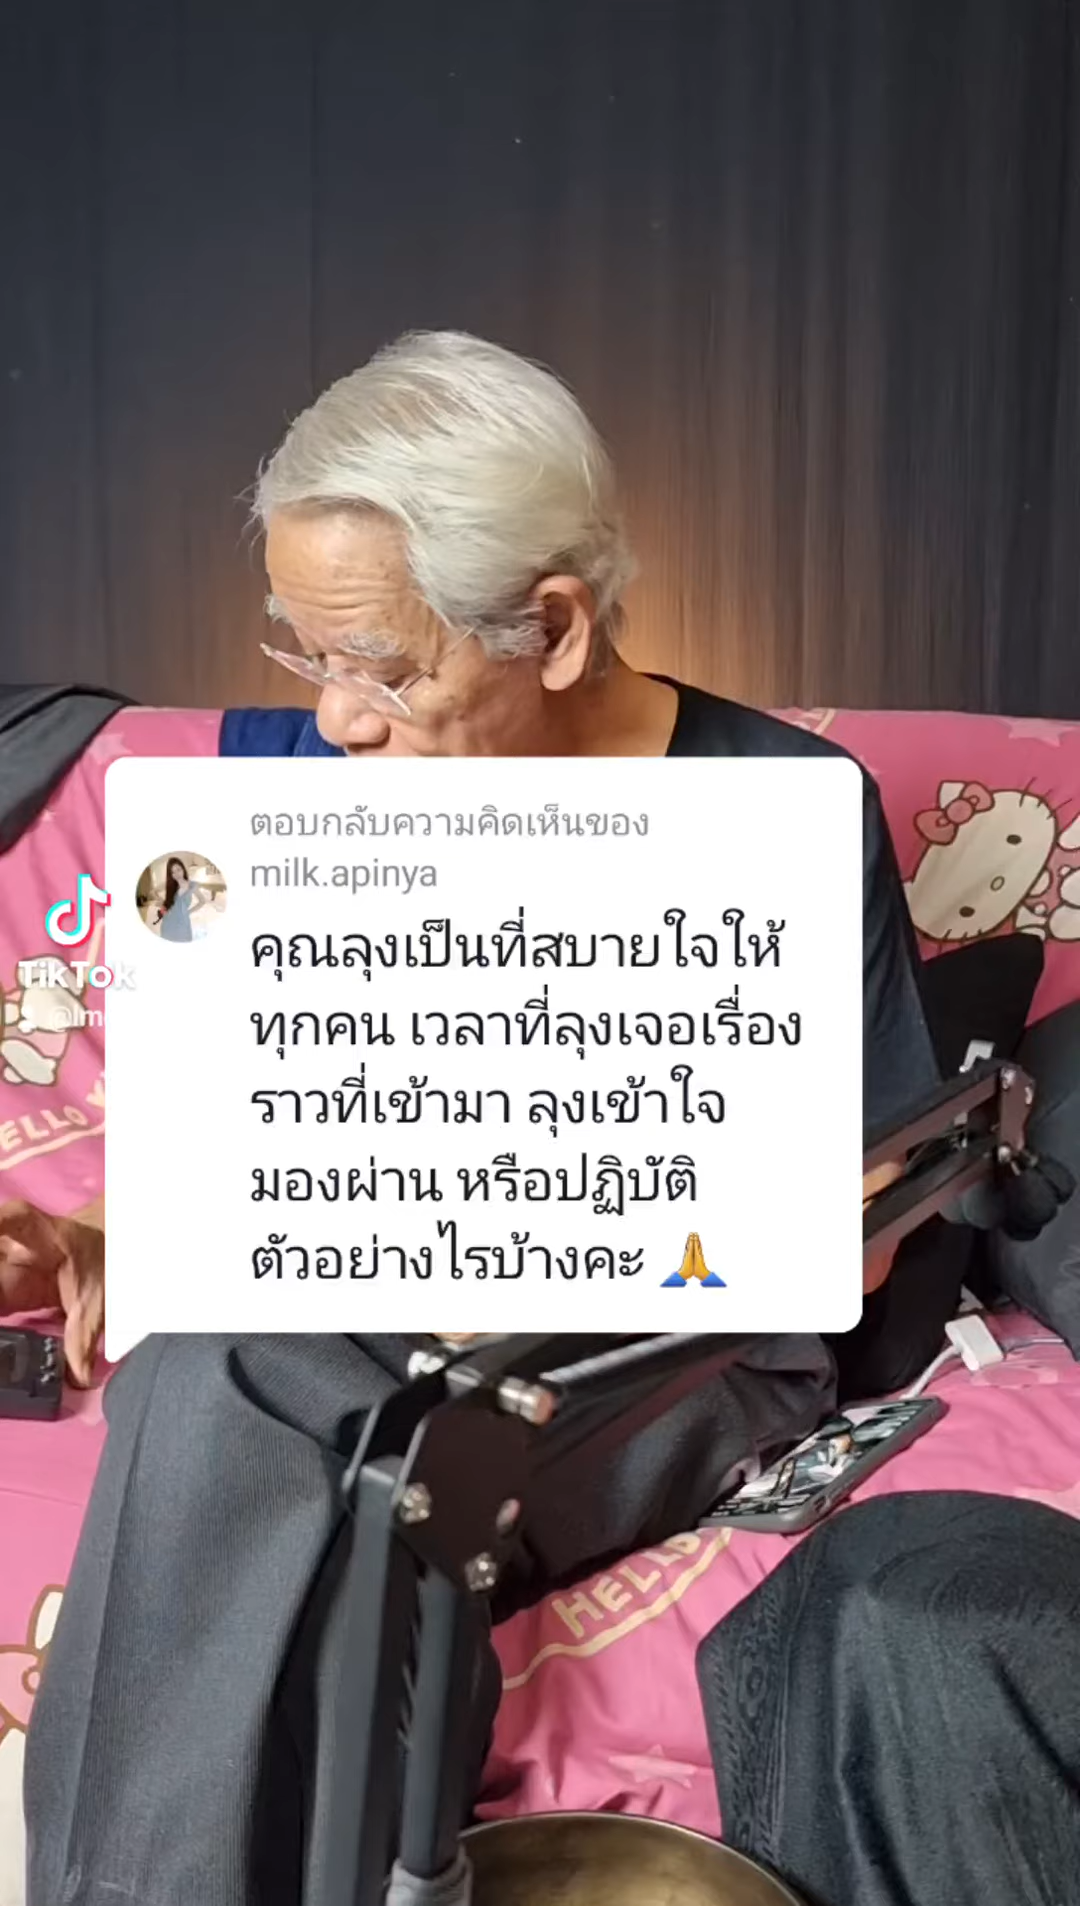 ตอบกลับความคิดเห็นของ
milk.apinya
คุณลุงเป็นที่สบายใจให้
ทุกคน เวลาที่ลุงเจอเรื่อง
ราวที่เข้ามา ลุงเข้าใจ
มองผ่าน หรือปฏิบัติ
ตัวอย่างไรบ้างคะ 🙏
TikTok
HELLO